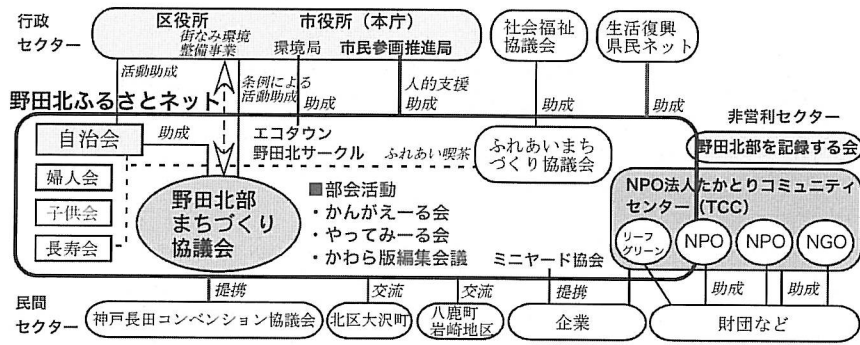 行政
セクター
区役所
街なみ環境
整備事業
市役所（本庁）
環境局
市民参画推進局
社会福祉
協議会
生活復興
県民ネット
活動助成
条例による
活動助成
助成
人的支援
助成
助成
助成
野田北ふるさとネット
非営利セクター
自治会
助成
エコタウン
野田北サークル
ふれあい喫茶
ふれあいまち
づくり協議会
野田北部を記録する会
婦人会
子供会
長寿会
野田北部
まちづくり
協議会
■部会活動
・かんがえーる会
・やってみーる会
・かわら版編集会議
NPO法人たかとりコミュニティ
センター（TCC）
リーフ
グリーン
NPO
NPO
NGO
ミニヤード協会
民間
セクター
提携
交流
交流
提携
助成
助成
神戸長田コンベンション協議会
北区大沢町
八鹿町
岩崎地区
企業
財団など